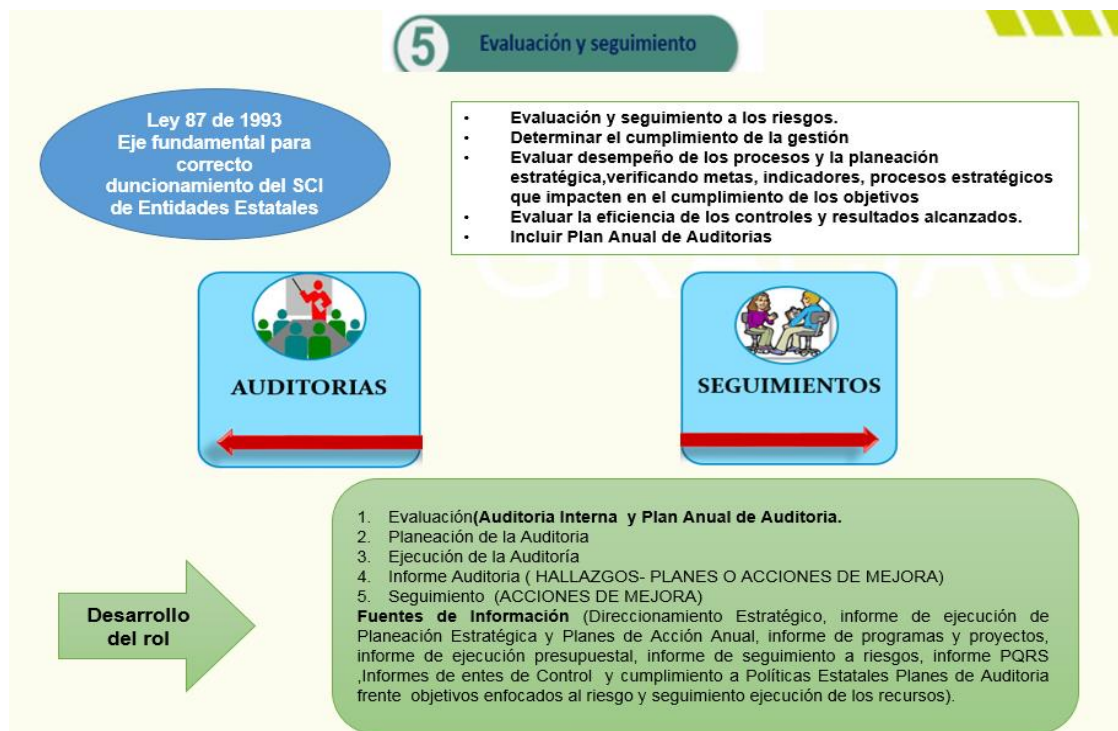 5 Evaluación y seguimiento
Ley 87 de 1993
Eje fundamental para
correcto
duncionamiento del SCI
de Entidades Estatales
• Evaluación y seguimiento a los riesgos.
• Determinar el cumplimiento de la gestión
• Evaluar desempeño de los procesos y la planeación
estratégica,verificando metas, indicadores, procesos estratégicos
que impacten en el cumplimiento de los objetivos
• Evaluar la eficiencia de los controles y resultados alcanzados.
• Incluir Plan Anual de Auditorias
AUDITORIAS
SEGUIMIENTOS
Desarrollo
del rol
1. Evaluación(Auditoria Interna y Plan Anual de Auditoria.
2. Planeación de la Auditoria
3. Ejecución de la Auditoría
4. Informe Auditoria ( HALLAZGOS- PLANES O ACCIONES DE MEJORA)
5. Seguimiento (ACCIONES DE MEJORA)
Fuentes de Información (Direccionamiento Estratégico, informe de ejecución de
Planeación Estratégica y Planes de Acción Anual, informe de programas y proyectos,
informe de ejecución presupuestal, informe de seguimiento a riesgos, informe PQRS
,Informes de entes de Control y cumplimiento a Políticas Estatales Planes de Auditoria
frente objetivos enfocados al riesgo y seguimiento ejecución de los recursos).